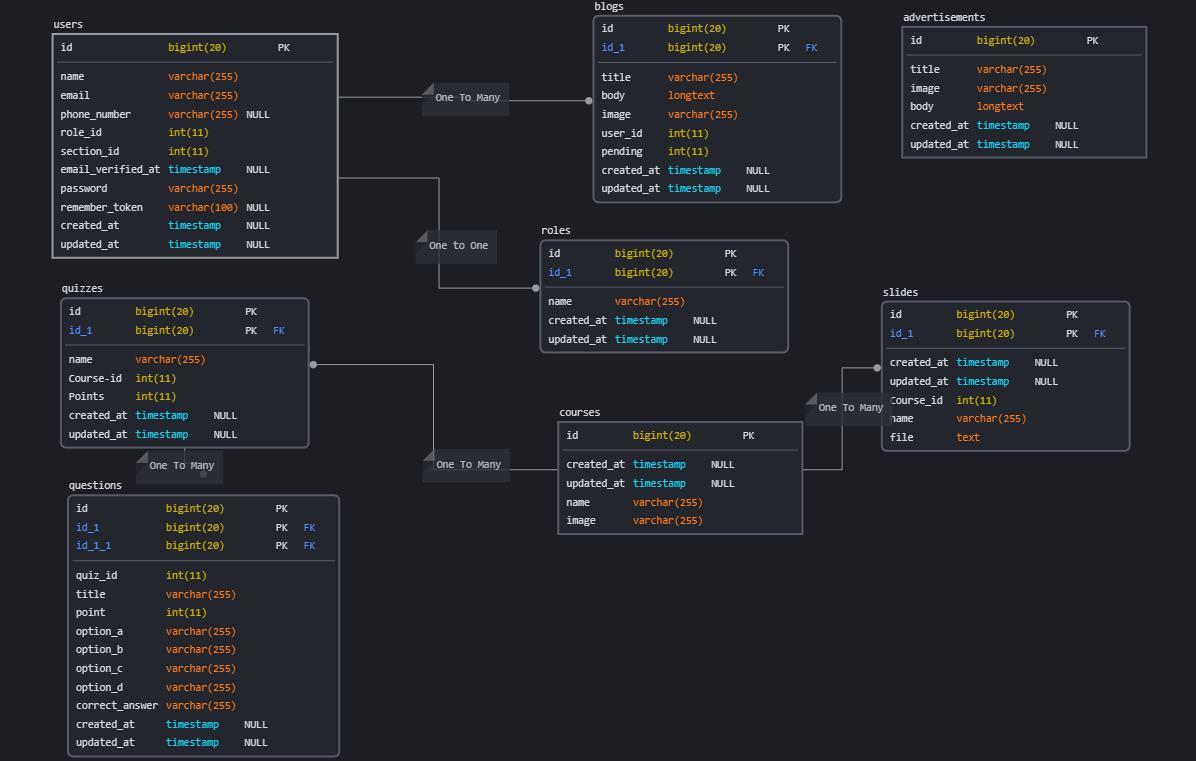 users
id bigint(20) PK
name varchar(255)
email varchar(255)
phone_number varchar(255) NULL
role_id int(11)
section_id int(11)
email_verified_at timestamp NULL
password varchar(255)
remember_token varchar(100) NULL
created_at timestamp NULL
updated_at timestamp NULL
One To Many
blogs
id bigint(20) PK
id_1 bigint(20) PK FK
title varchar(255)
body longtext
image varchar(255)
user_id int(11)
pending int(11)
created_at timestamp NULL
updated_at timestamp NULL
advertisements
id bigint(20) PK
title varchar(255)
image varchar(255)
body longtext
created_at timestamp NULL
updated_at timestamp NULL
One to One
roles
id bigint(20) PK
id_1 bigint(20) PK FK
name varchar(255)
created_at timestamp NULL
updated_at timestamp NULL
quizzes
id bigint(20) PK
id_1 bigint(20) PK FK
name varchar(255)
Course-id int(11)
Points int(11)
created_at timestamp NULL
updated_at timestamp NULL
One To Many
slides
id bigint(20) PK
id_1 bigint(20) PK FK
created_at timestamp NULL
updated_at timestamp NULL
Course_id int(11)
name varchar(255)
file text
One To Many
courses
id bigint(20) PK
created_at timestamp NULL
updated_at timestamp NULL
name varchar(255)
image varchar(255)
One To Many
questions
id bigint(20) PK
id_1 bigint(20) PK FK
id_1_1 bigint(20) PK FK
quiz_id int(11)
title varchar(255)
point int(11)
option_a varchar(255)
option_b varchar(255)
option_c varchar(255)
option_d varchar(255)
correct_answer varchar(255)
created_at timestamp NULL
updated_at timestamp NULL